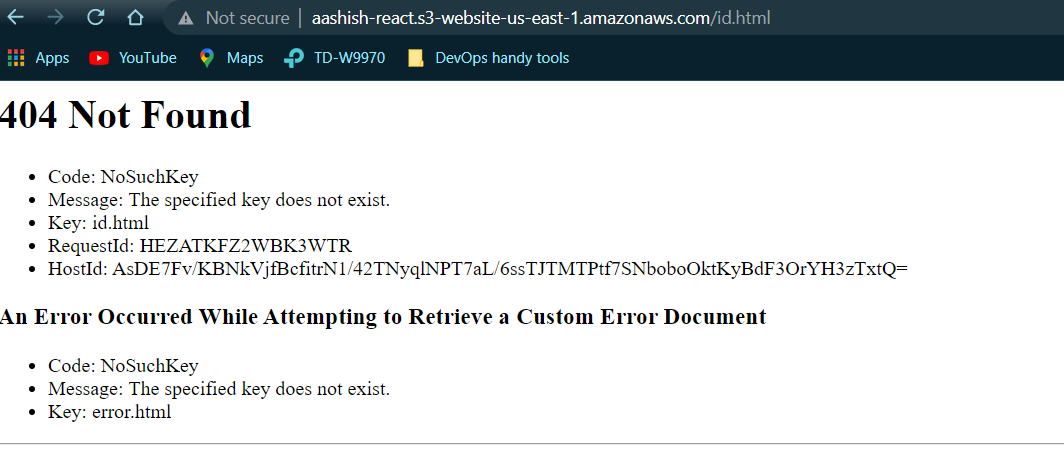 Not secure | aashish-react.s3-website-us-east-1.amazonaws.com/id.html
Apps YouTube Maps TD-W9970 DevOps handy tools
404 Not Found
• Code: NoSuchKey
• Message: The specified key does not exist.
• Key: id.html
• RequestId: HEZATKFZ2WBK3WTR
• HostId: AsDE7Fv/KBNkVjfBcfitrN1/42TNyqlNPT7aL/6ssTJTMTPtf7SNboboOktKyBdF3OrYH3zTxtQ=
An Error Occurred While Attempting to Retrieve a Custom Error Document
• Code: NoSuchKey
• Message: The specified key does not exist.
• Key: error.html